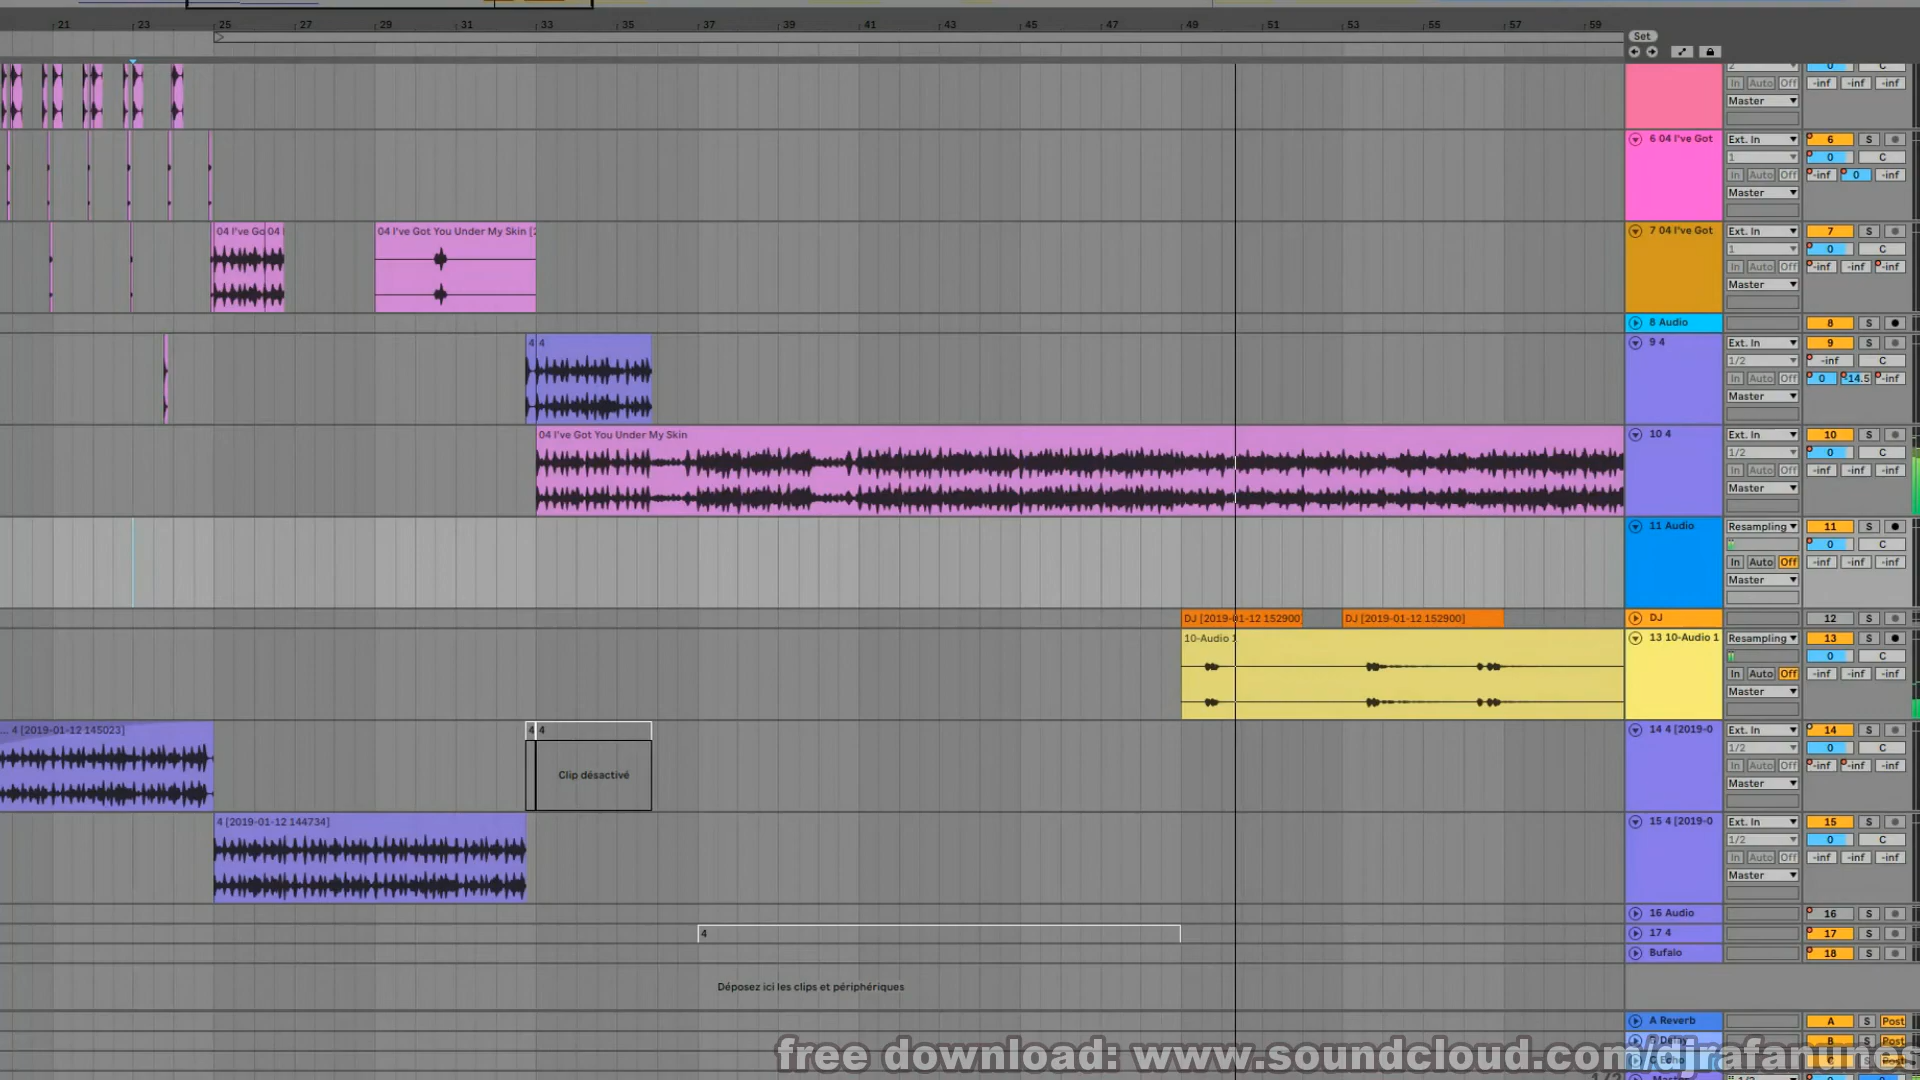 21 23 25 27 29 31 33 35 37 39 41 43 45 47 49 51 53 55 57 59
Set
2 0 C
In Auto Off -inf -inf -inf
Master
6 04 I've Got Ext. In 6 S
1 0 C
In Auto Off -inf 0 -inf
Master
04 I've Go 04 I 04 I've Got You Under My Skin [2 7 04 I've Got Ext. In 7 S
1 0 C
In Auto Off -inf -inf -inf
Master
8 Audio 8 S
4 4 9 4 Ext. In 9 S
1/2 -inf C
In Auto Off 0 -14.5 -inf
Master
04 I've Got You Under My Skin 10 4 Ext. In 10 S
1/2 0 C
In Auto Off -inf -inf -inf
Master
11 Audio Resampling 11 S
0 C
In Auto Off -inf -inf -inf
Master
DJ [2019-01-12 152900] DJ [2019-01-12 152900] DJ 12 S
10-Audio 1 13 10-Audio 1 Resampling 13 S
0 C
In Auto Off -inf -inf -inf
Master
... 4 [2019-01-12 145023] 4 4 14 4 [2019-0 Ext. In 14 S
1/2 0 C
In Auto Off -inf -inf -inf
Clip désactivé
Master
4 [2019-01-12 144734] 15 4 [2019-0 Ext. In 15 S
1/2 0 C
In Auto Off -inf -inf -inf
Master
16 Audio 16 S
4 17 4 17 S
Bufalo 18 S
Déposez ici les clips et périphériques
A Reverb A S Post
B Delay B S Post
C Echo
free download: www.soundcloud.com/djrafanunes
1/2